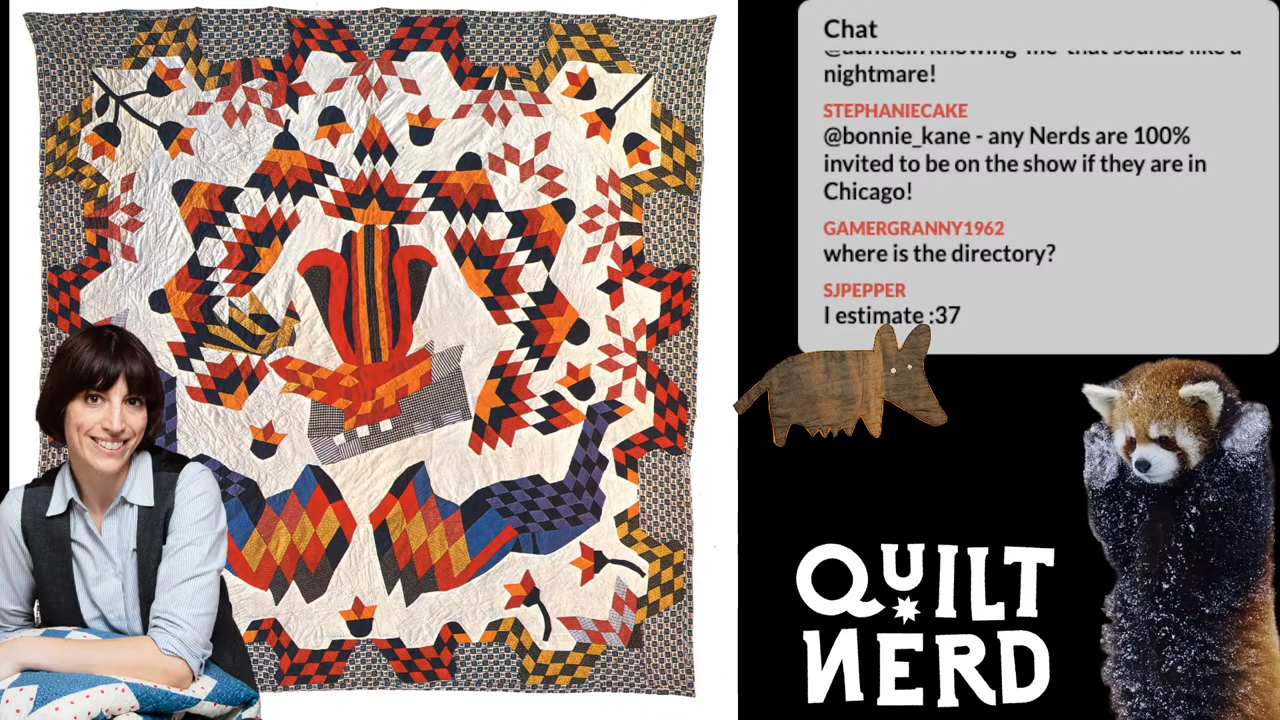 Chat
nightmare!
STEPHANIECAKE
@bonnie_kane - any Nerds are 100%
invited to be on the show if they are in
Chicago!
GAMERGRANNY1962
where is the directory?
SJPEPPER
I estimate :37
QUILT
NERD